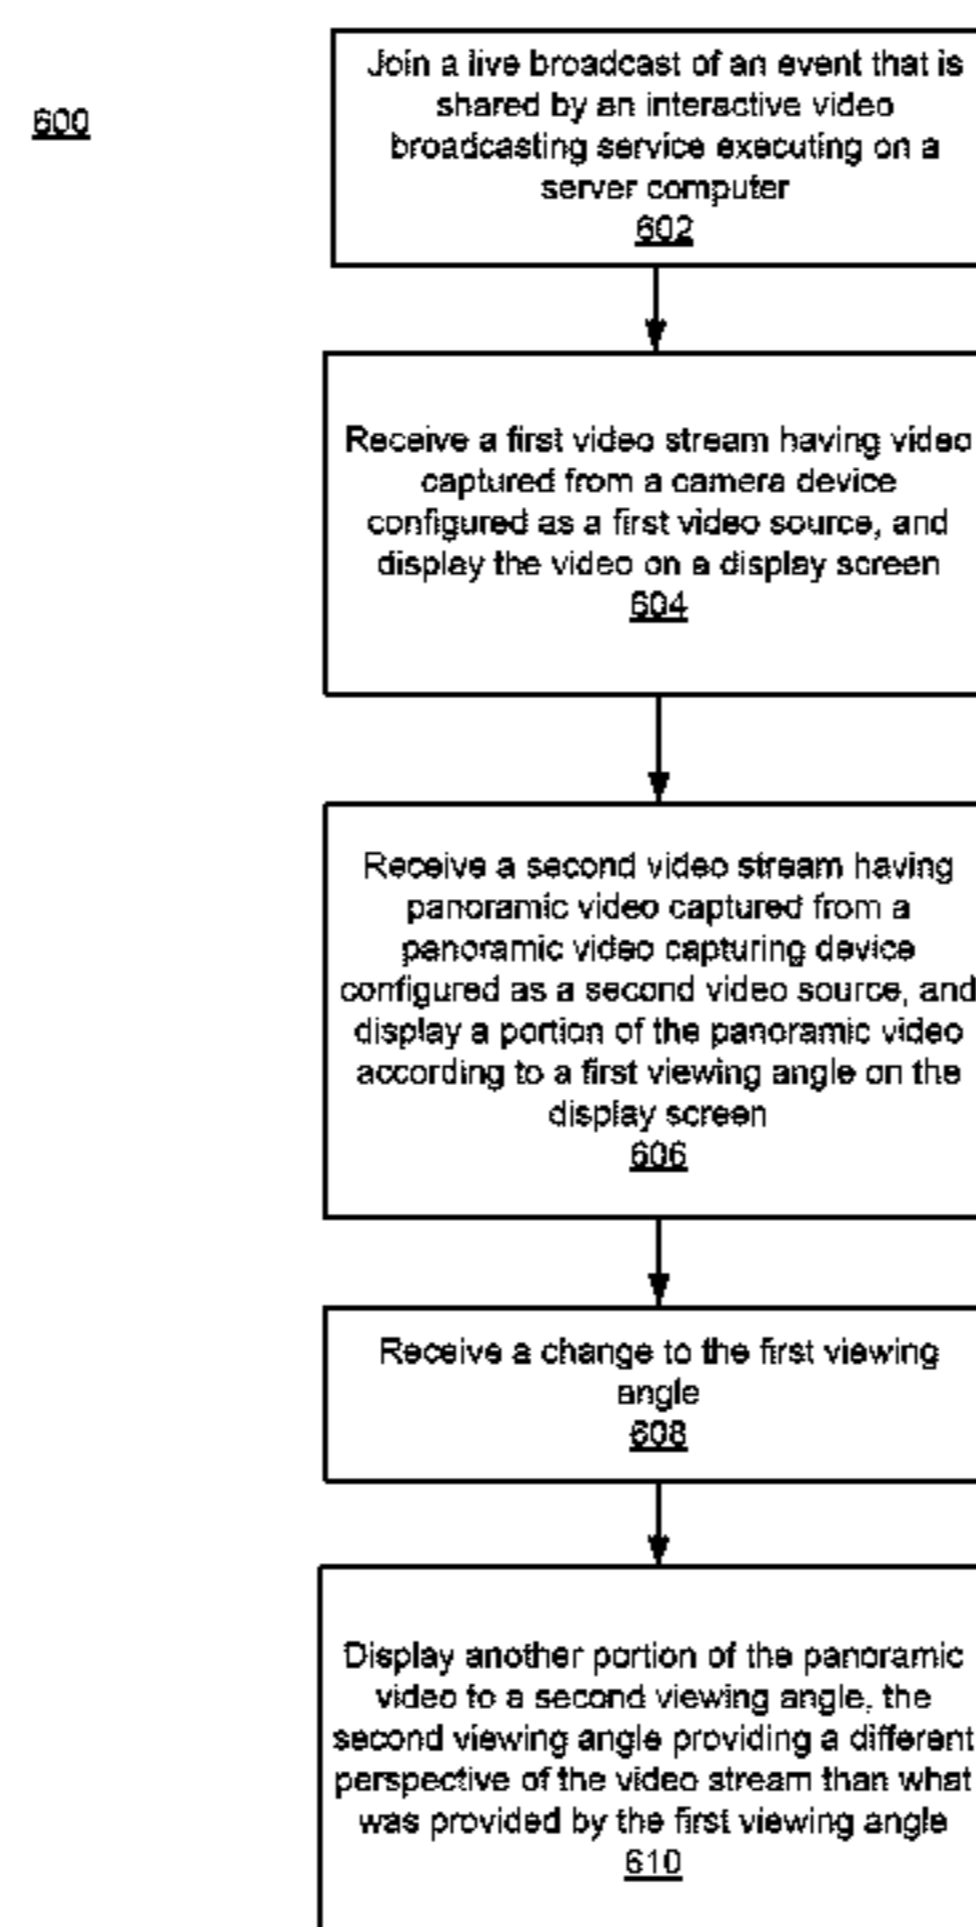 600
Join a live broadcast of an event that is
shared by an interactive video
broadcasting service executing on a
server computer
602
Receive a first video stream having video
captured from a camera device
configured as a first video source, and
display the video on a display screen
604
Receive a second video stream having
panoramic video captured from a
panoramic video capturing device
configured as a second video source, and
display a portion of the panoramic video
according to a first viewing angle on the
display screen
606
Receive a change to the first viewing
angle
608
Display another portion of the panoramic
video to a second viewing angle, the
second viewing angle providing a different
perspective of the video stream than what
was provided by the first viewing angle
610